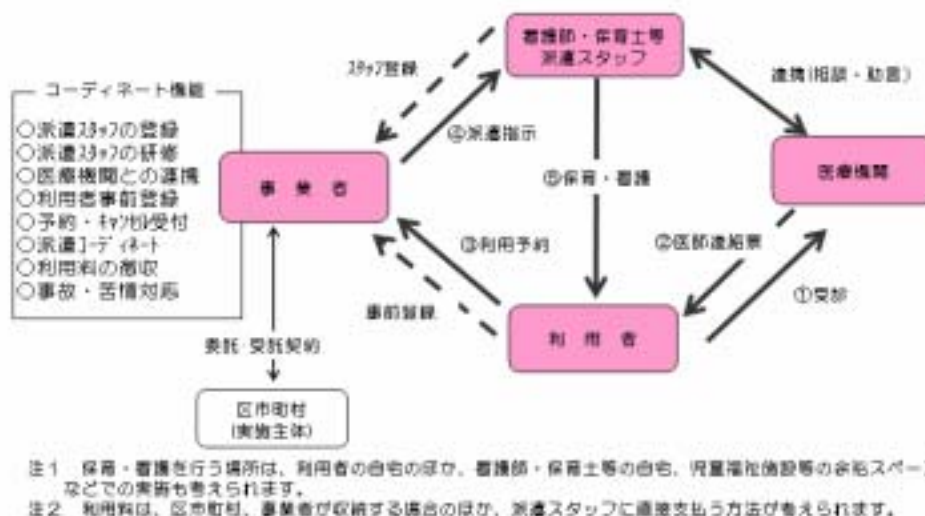 看護師・保育士等
派遣スタッフ
スタッフ登録
連携(相談・助言)
コーディネート機能
○派遣スタッフの登録
○派遣スタッフの研修
○医療機関との連携
○利用者事前登録
○予約・キャンセル受付
○派遣コーディネート
○利用料の徴収
○事故・苦情対応
④派遣指示
事 業 者
⑤保育・看護
医療機関
②医師連絡票
③利用予約
①受診
事前登録
利 用 者
委託・受託契約
区市町村
(実施主体)
注1 保育・看護を行う場所は、利用者の自宅のほか、看護師・保育士等の自宅、児童福祉施設等の余裕スペー
などでの実施も考えられます。
注2 利用料は、区市町村、事業者が収納する場合のほか、派遣スタッフに直接支払う方法が考えられます。